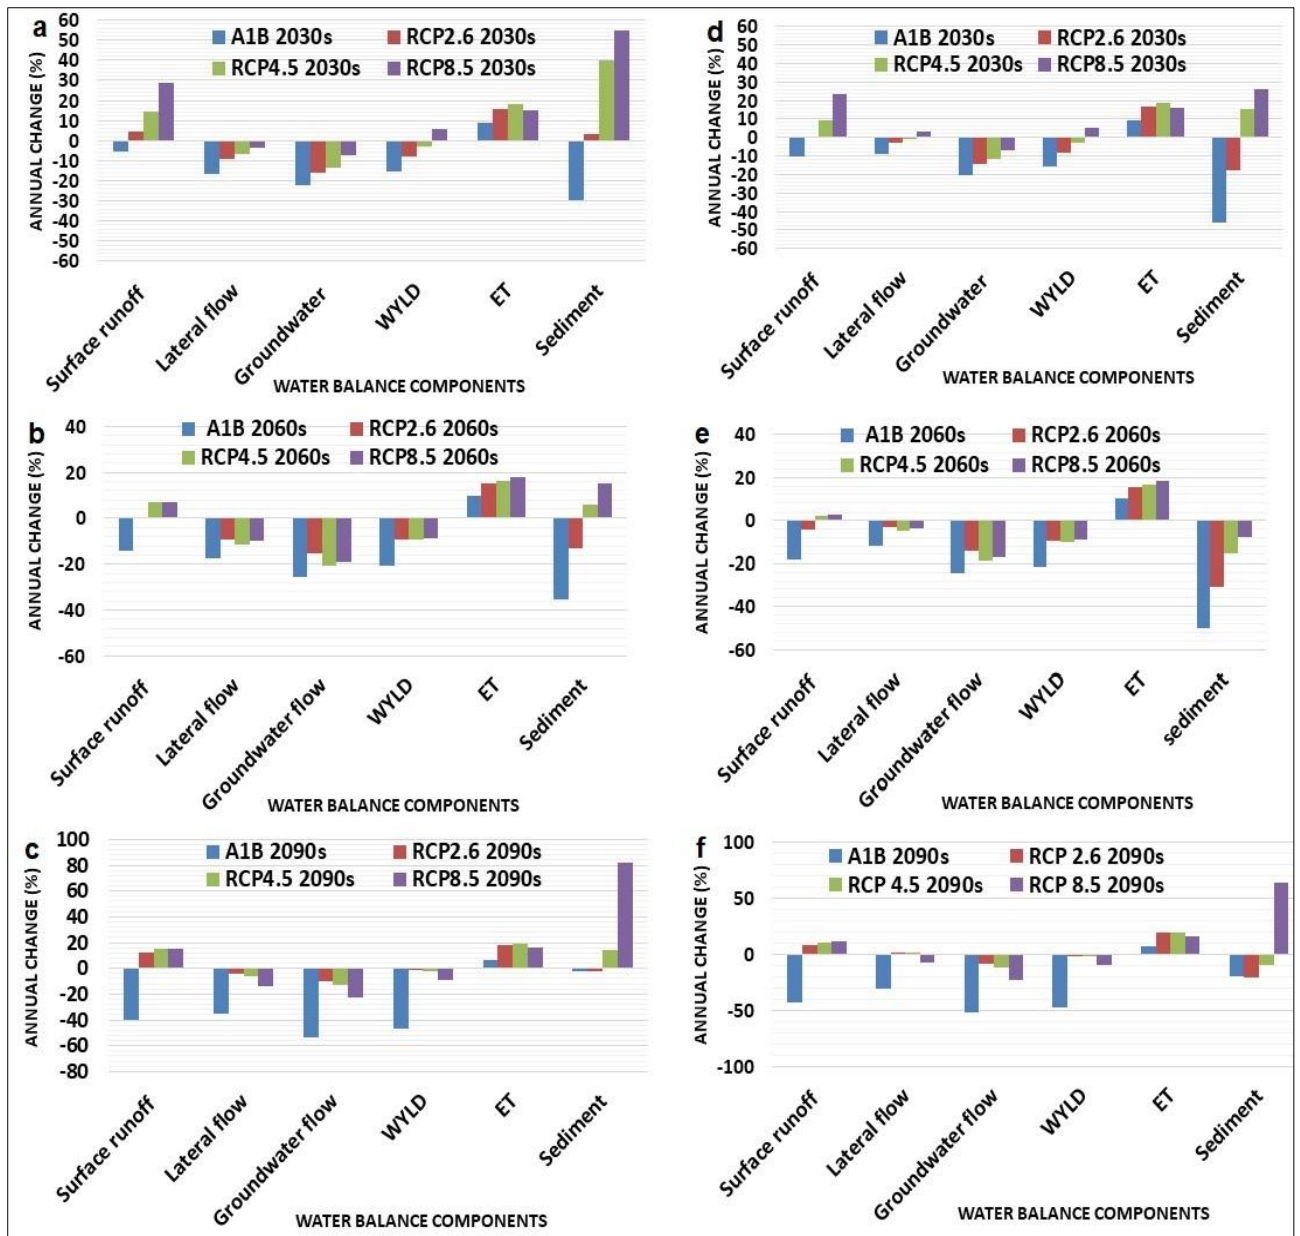 a
ANNUAL CHANGE (%)
60
50
40
30
20
10
0
-10
-20
-30
-40
-50
-60
A1B 2030s
RCP2.6 2030s
RCP4.5 2030s
RCP8.5 2030s
Surface runoff
Lateral flow
Groundwater
WYLD
ET
Sediment
WATER BALANCE COMPONENTS
d
ANNUAL CHANGE (%)
60
50
40
30
20
10
0
-10
-20
-30
-40
-50
-60
A1B 2030s
RCP2.6 2030s
RCP4.5 2030s
RCP8.5 2030s
Surface runoff
Lateral flow
Groundwater
WYLD
ET
Sediment
WATER BALANCE COMPONENTS
b
ANNUAL CHANGE (%)
40
20
0
-20
-40
-60
A1B 2060s
RCP2.6 2060s
RCP4.5 2060s
RCP8.5 2060s
Surface runoff
Lateral flow
Groundwater flow
WYLD
ET
Sediment
WATER BALANCE COMPONENTS
e
ANNUAL CHANGE (%)
40
20
0
-20
-40
-60
A1B 2060s
RCP2.6 2060s
RCP4.5 2060s
RCP8.5 2060s
Surface runoff
Lateral flow
Groundwater flow
WYLD
ET
sediment
WATER BALANCE COMPONENTS
c
ANNUAL CHANGE (%)
100
80
60
40
20
0
-20
-40
-60
-80
A1B 2090s
RCP2.6 2090s
RCP4.5 2090s
RCP8.5 2090s
Surface runoff
Lateral flow
Groundwater flow
WYLD
ET
Sediment
WATER BALANCE COMPONENTS
f
ANNUAL CHANGE (%)
100
50
0
-50
-100
A1B 2090s
RCP 2.6 2090s
RCP 4.5 2090s
RCP 8.5 2090s
Surface runoff
Lateral flow
Groundwater flow
WYLD
ET
Sediment
WATER BALANCE COMPONENTS